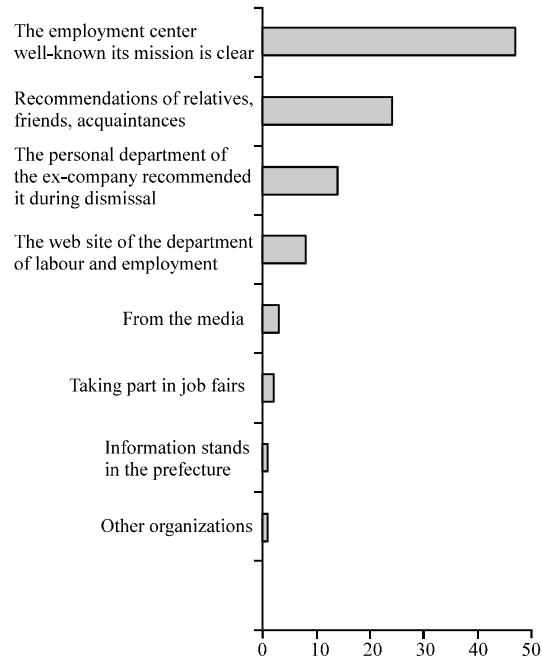 The employment center
well-known its mission is clear
Recommendations of relatives,
friends, acquaintances
The personal department of
the ex-company recommended
it during dismissal
The web site of the department
of labour and employment
From the media
Taking part in job fairs
Information stands
in the prefecture
Other organizations
0 10 20 30 40 50